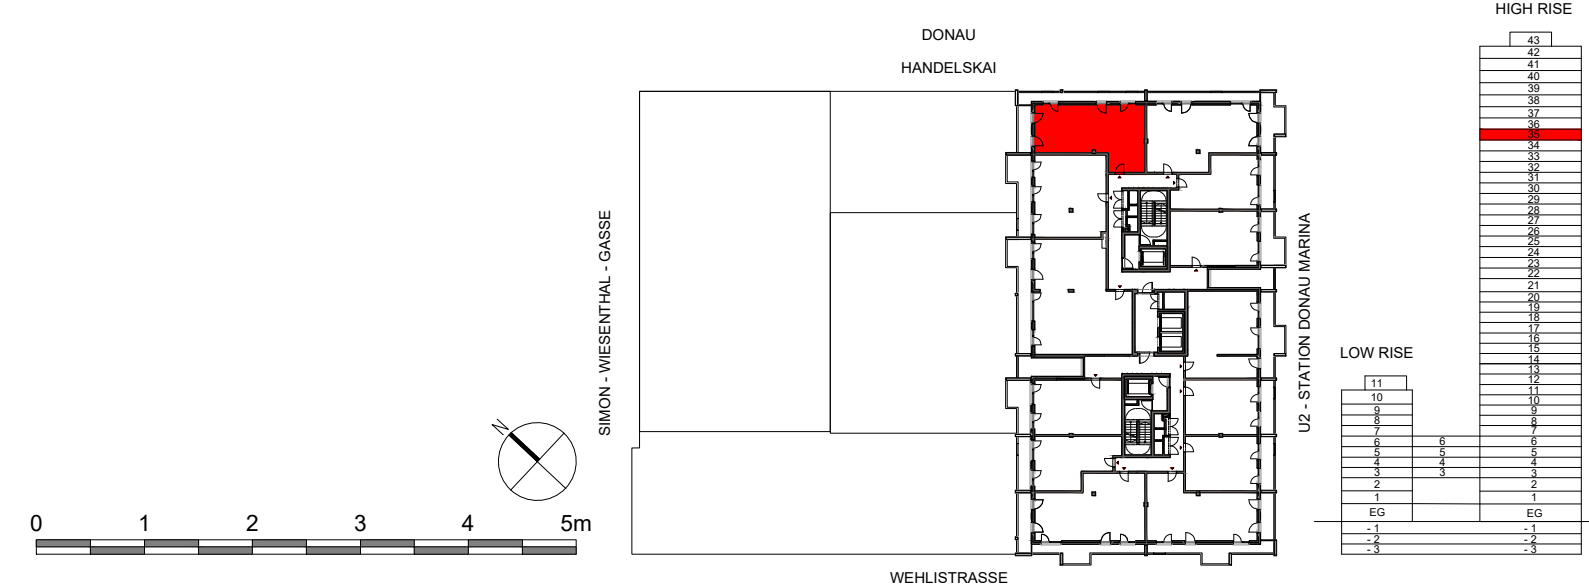 HIGH RISE
DONAU
HANDELSKAI
SIMON - WIESENTHAL - GASSE
U2 - STATION DONAU MARINA
WEHLISTRASSE
N
0 1 2 3 4 5m
LOW RISE
43
42
41
40
39
38
37
36
35
34
33
32
31
30
29
28
27
26
25
24
23
22
21
20
19
18
17
16
15
14
13
11 12
10 11
9 10
8 9
7 8
7
6 6 6
5 5 5
4 4 4
3 3 3
2 2
1 1
EG EG
- 1 - 1
- 2 - 2
- 3 - 3